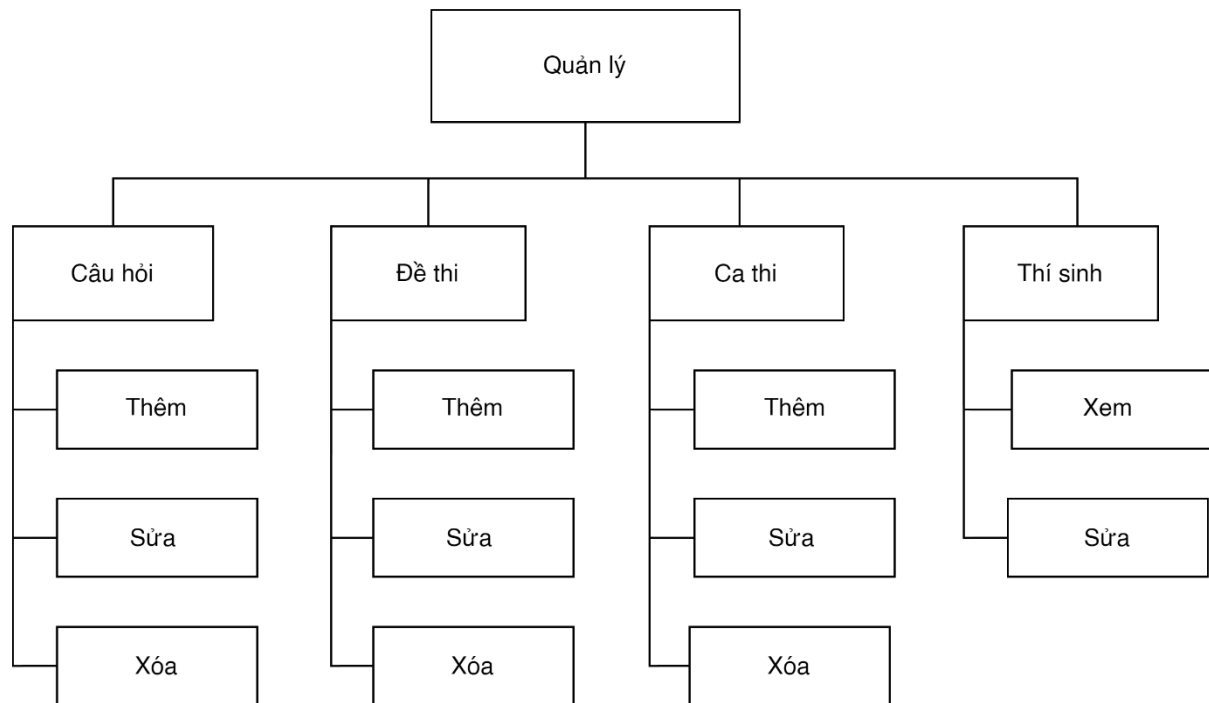 Quản lý
Câu hỏi
Đề thi
Ca thi
Thí sinh
Thêm
Thêm
Thêm
Xem
Sửa
Sửa
Sửa
Sửa
Xóa
Xóa
Xóa